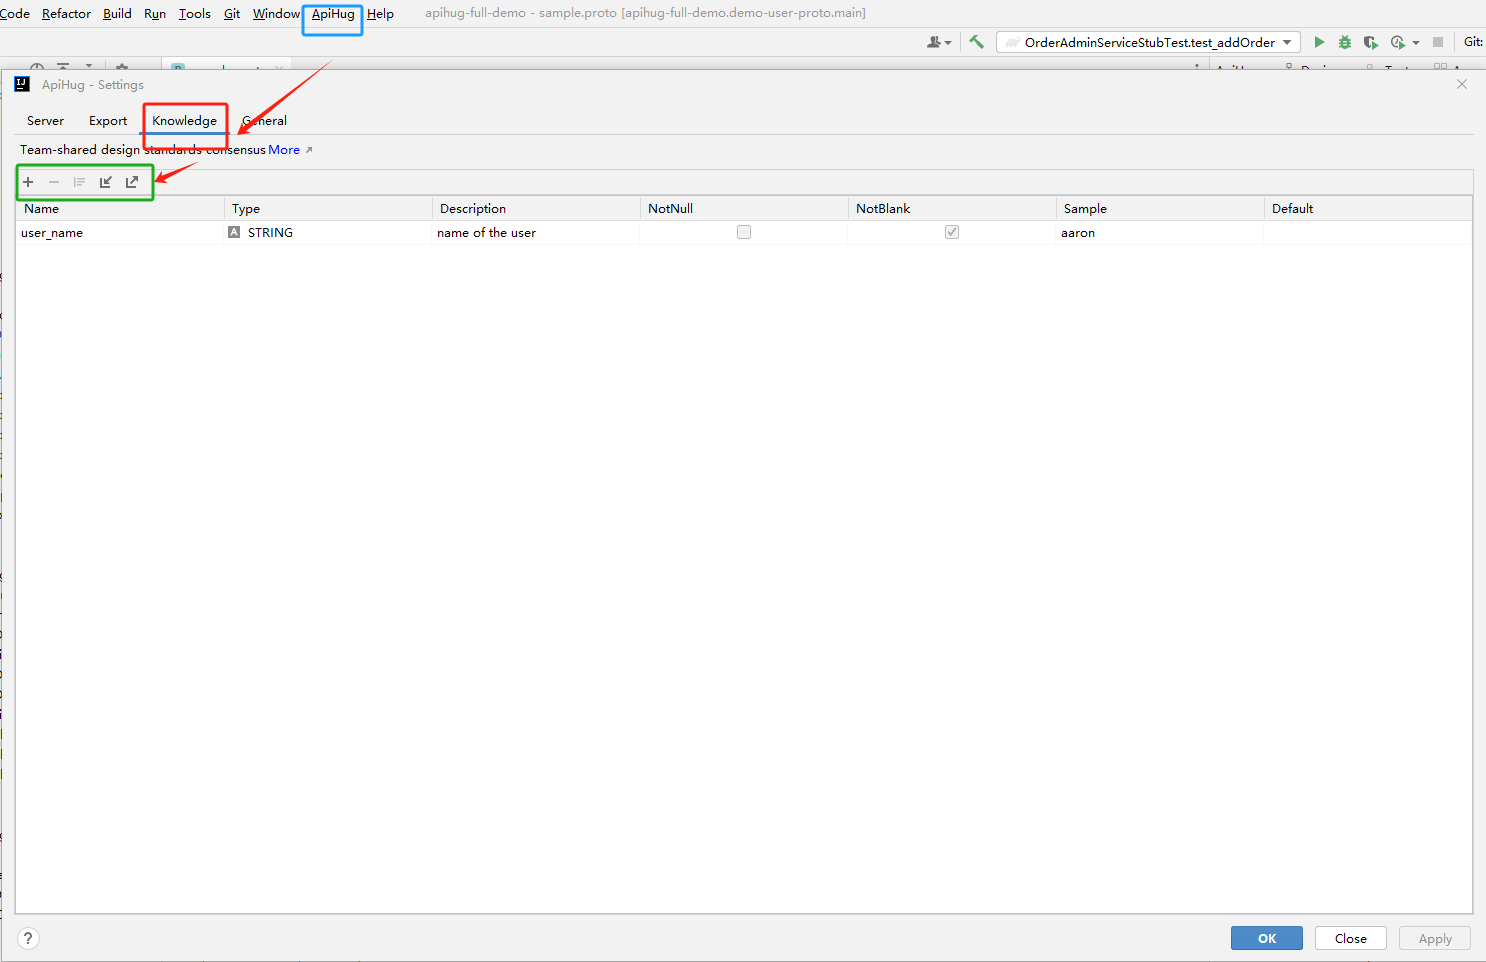 Code Refactor Build Run Tools Git Window ApiHug Help apihug-full-demo - sample.proto [apihug-full-demo.demo-user-proto.main]
OrderAdminServiceStubTest.test_addOrder Git:
ApiHug - Settings
Server Export Knowledge General
Team-shared design standards consensus More
Name Type Description NotNull NotBlank Sample Default
user_name A STRING name of the user aaron
? OK Close Apply